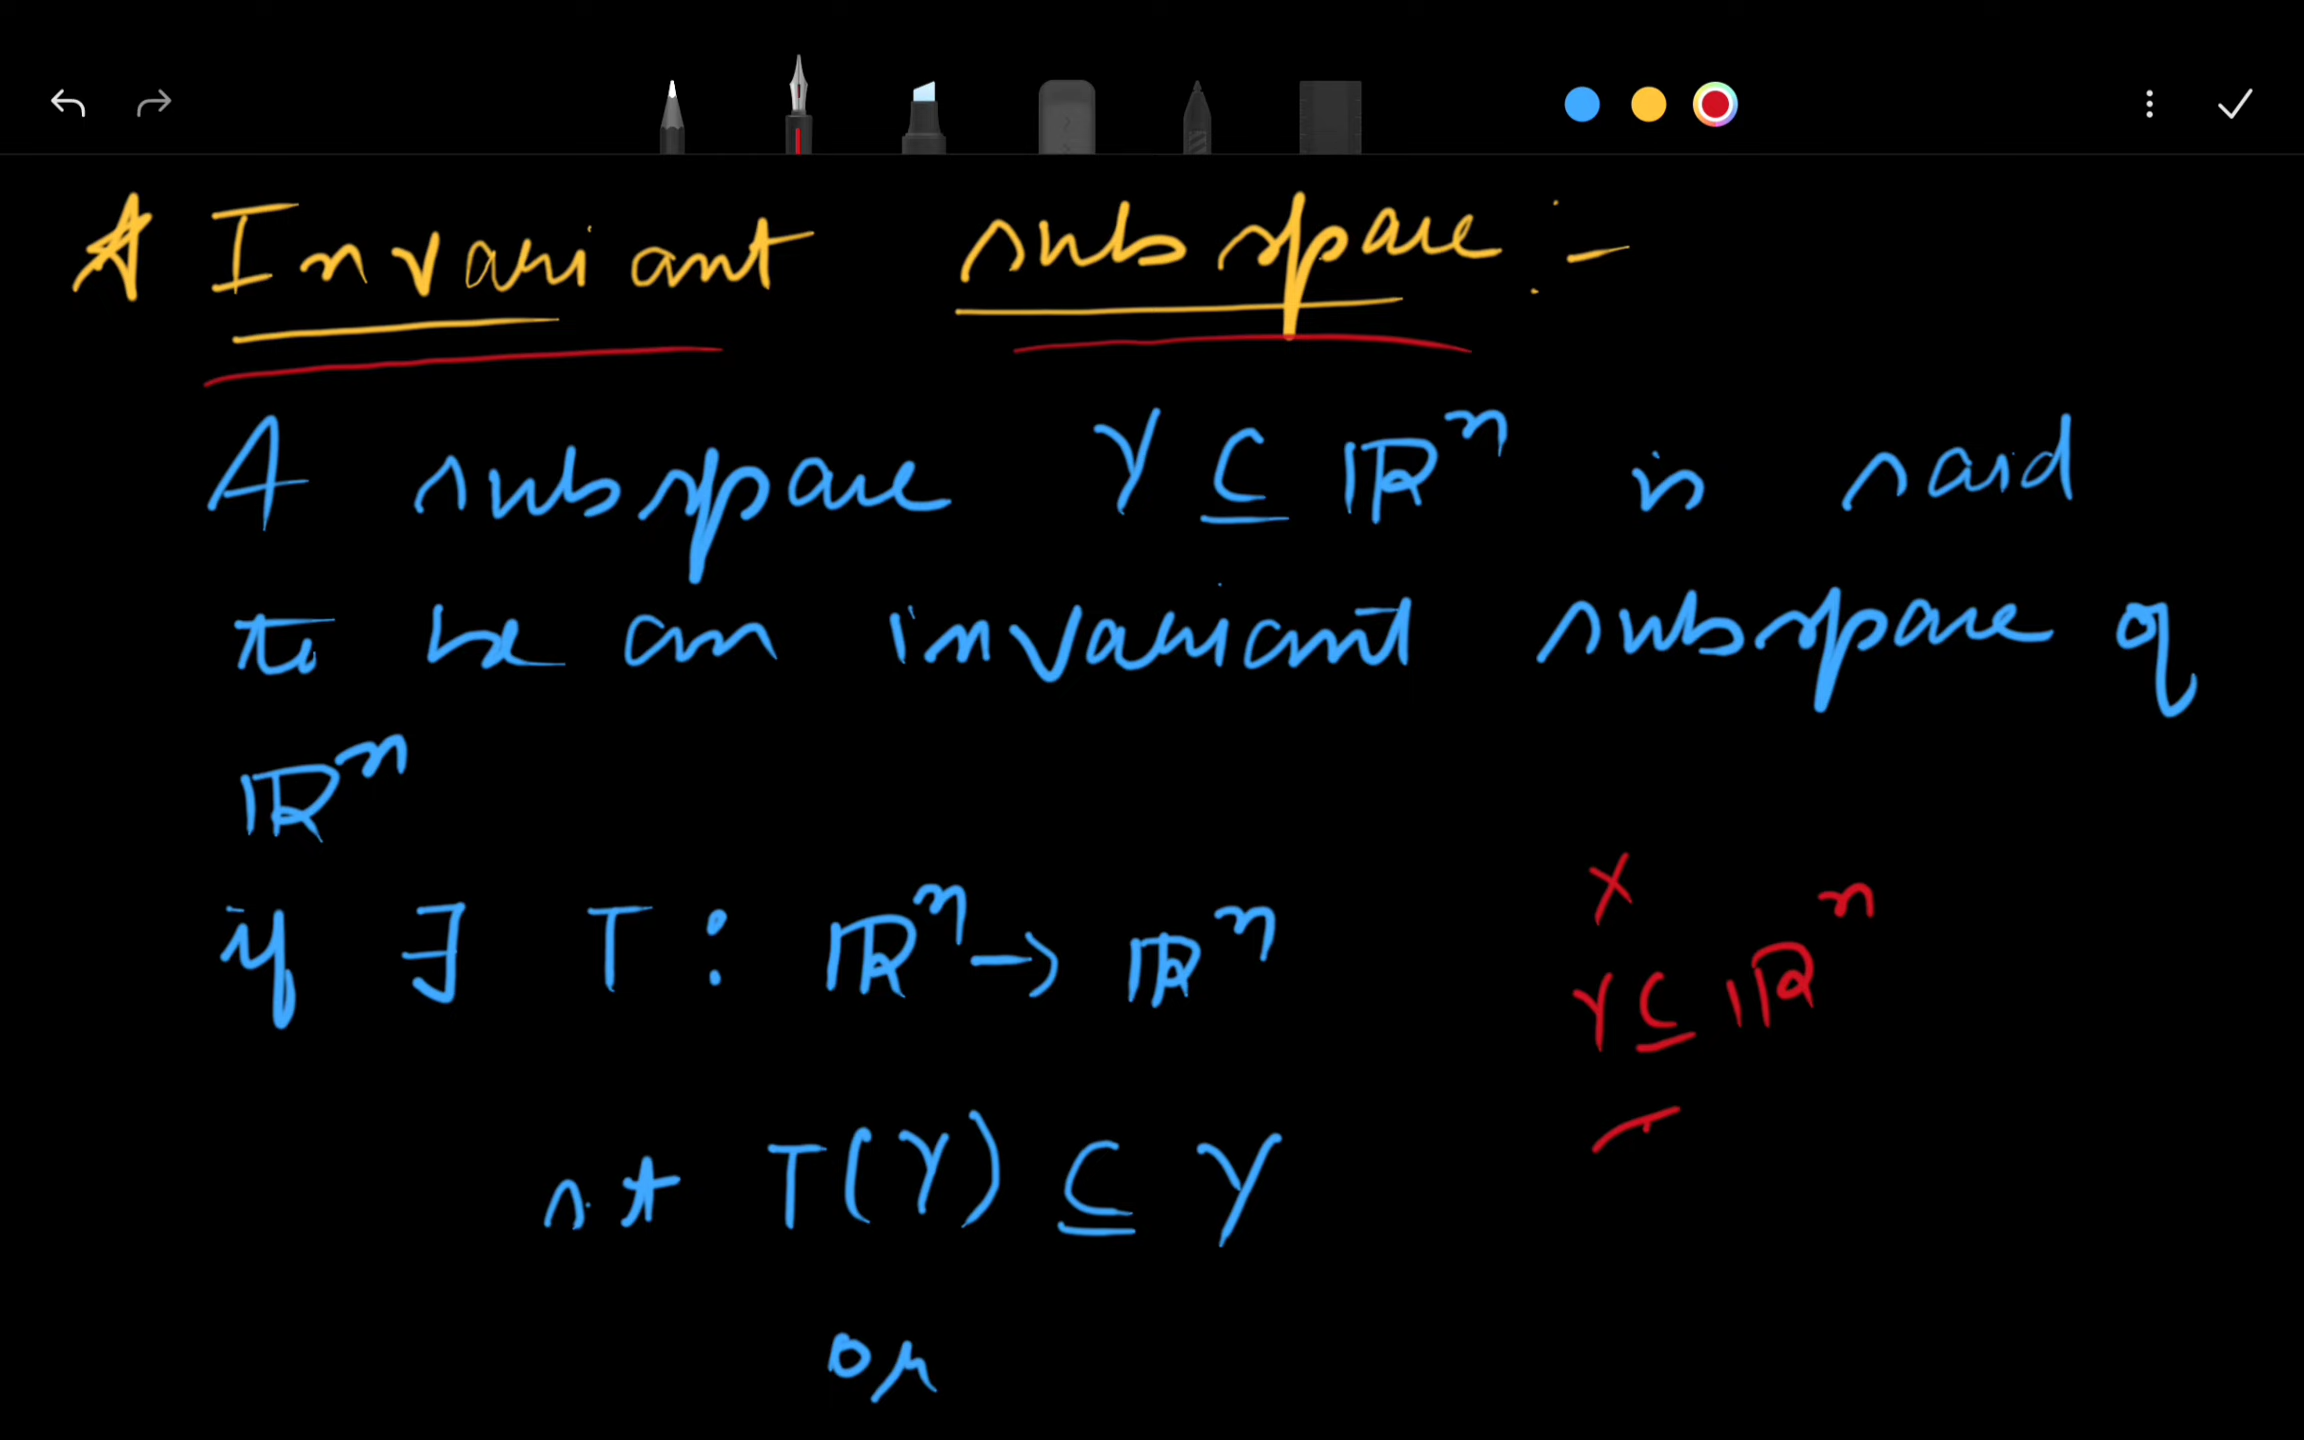 * Invariant subspace :-
A subspace Y ⊆ ℝⁿ is said
to be an invariant subspace of
ℝⁿ
if ∃ T : ℝⁿ → ℝⁿ
X
Y ⊆ ℝⁿ
s.t T(Y) ⊆ Y
or